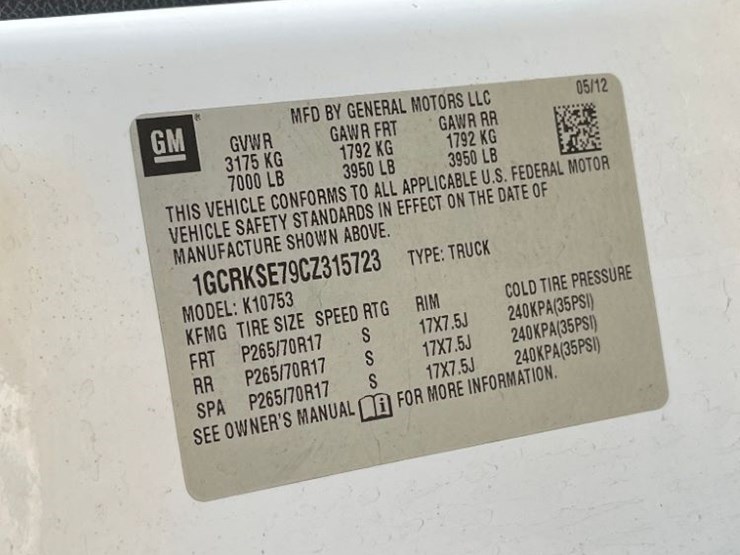 GM
MFD BY GENERAL MOTORS LLC 05/12
GVWR GAWR FRT GAWR RR
3175 KG 1792 KG 1792 KG
7000 LB 3950 LB 3950 LB
THIS VEHICLE CONFORMS TO ALL APPLICABLE U.S. FEDERAL MOTOR
VEHICLE SAFETY STANDARDS IN EFFECT ON THE DATE OF
MANUFACTURE SHOWN ABOVE.
1GCRKSE79CZ315723 TYPE: TRUCK
MODEL: K10753
KFMG TIRE SIZE SPEED RTG RIM COLD TIRE PRESSURE
FRT P265/70R17 S 17X7.5J 240KPA(35PSI)
RR P265/70R17 S 17X7.5J 240KPA(35PSI)
SPA P265/70R17 S 17X7.5J 240KPA(35PSI)
SEE OWNER'S MANUAL i FOR MORE INFORMATION.